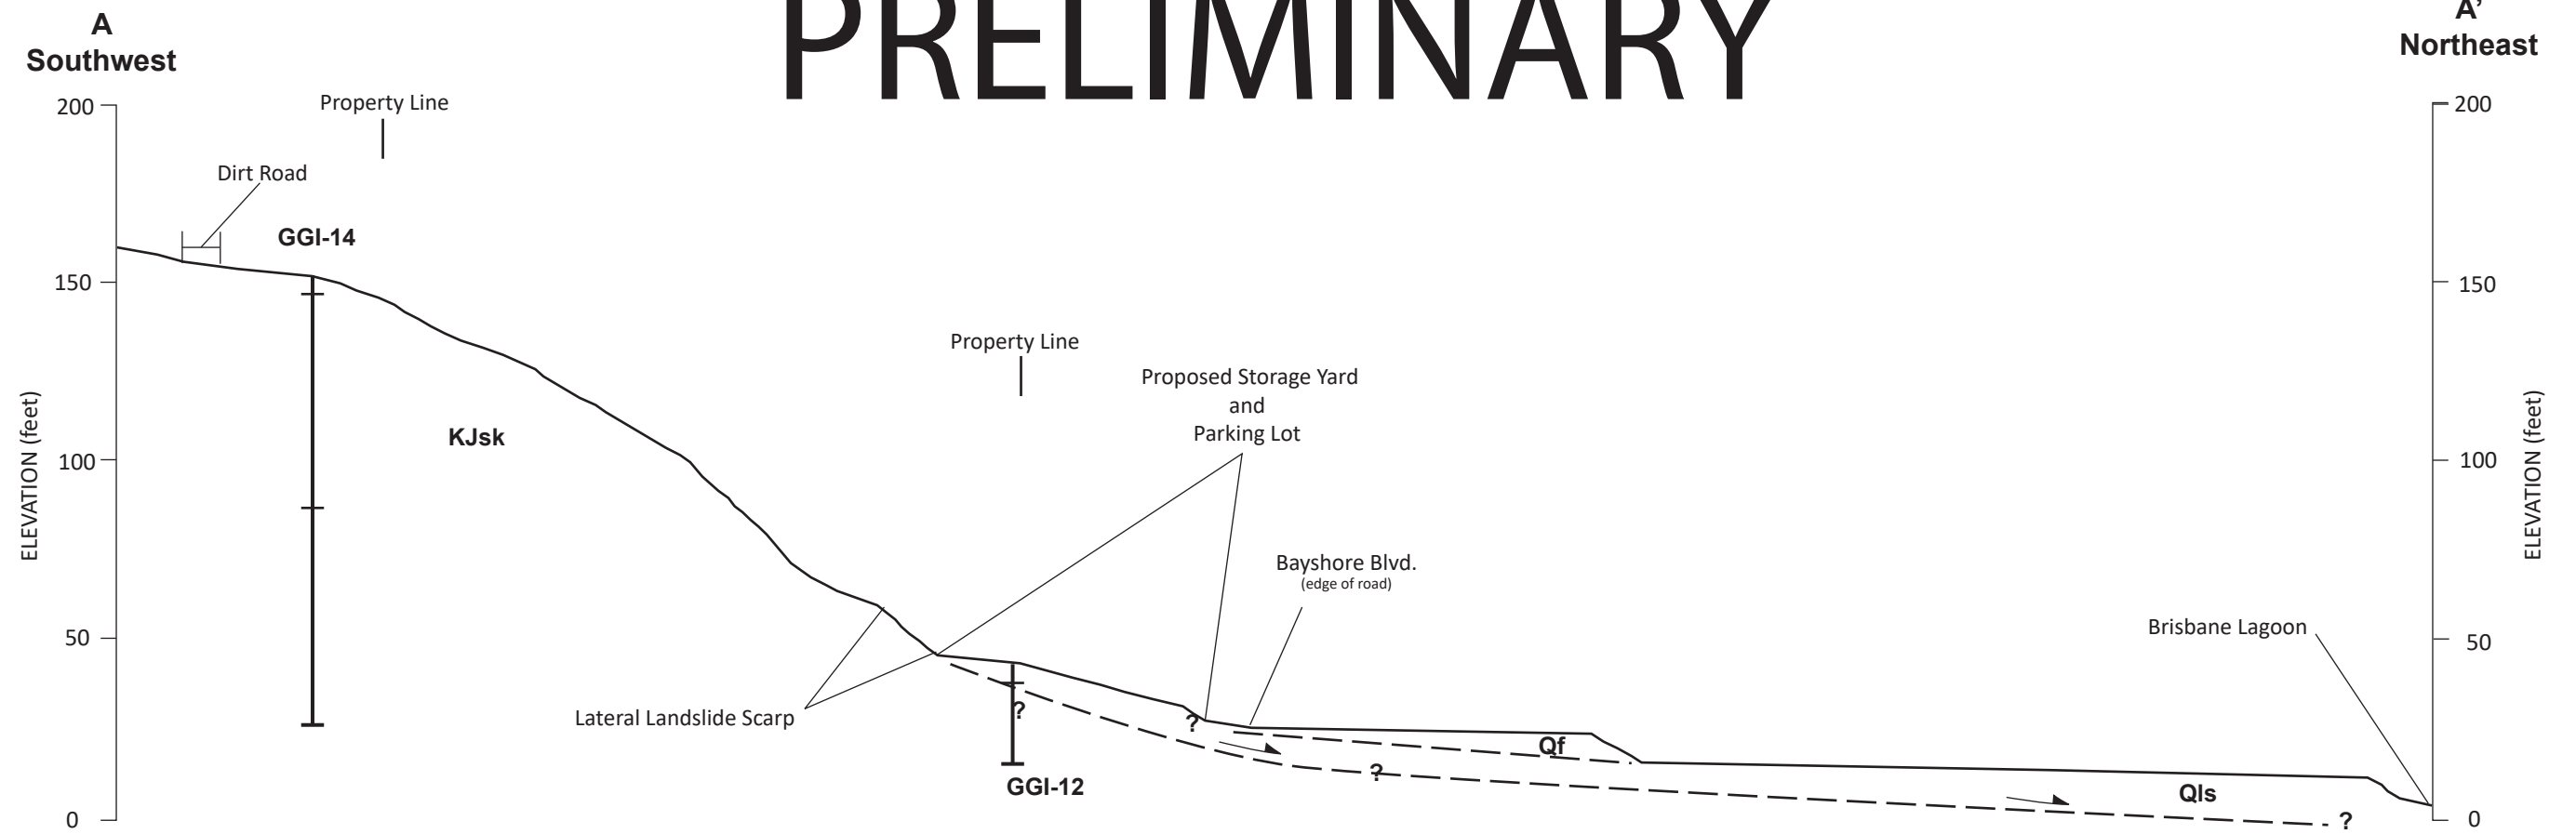 PRELIMINARY
A
Southwest
A’
Northeast
200
200
Property Line
Dirt Road
GGI-14
150
150
Property Line
Proposed Storage Yard
and
Parking Lot
KJsk
100
100
ELEVATION (feet)
ELEVATION (feet)
Bayshore Blvd.
(edge of road)
50
50
Brisbane Lagoon
Lateral Landslide Scarp
?
?
Qf
?
GGI-12
Qls
0
0
?